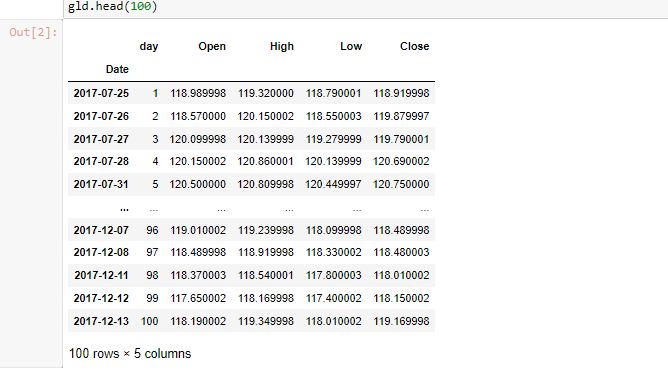 gld.head(100)
Out[2]:
day Open High Low Close
Date
2017-07-25 1 118.989998 119.320000 118.790001 118.919998
2017-07-26 2 118.570000 120.150002 118.550003 119.879997
2017-07-27 3 120.099998 120.139999 119.279999 119.790001
2017-07-28 4 120.150002 120.860001 120.139999 120.690002
2017-07-31 5 120.500000 120.809998 120.449997 120.750000
... ... ... ... ... ...
2017-12-07 96 119.010002 119.239998 118.099998 118.489998
2017-12-08 97 118.489998 118.919998 118.330002 118.480003
2017-12-11 98 118.370003 118.540001 117.800003 118.010002
2017-12-12 99 117.650002 118.169998 117.400002 118.150002
2017-12-13 100 118.190002 119.349998 118.010002 119.169998
100 rows × 5 columns